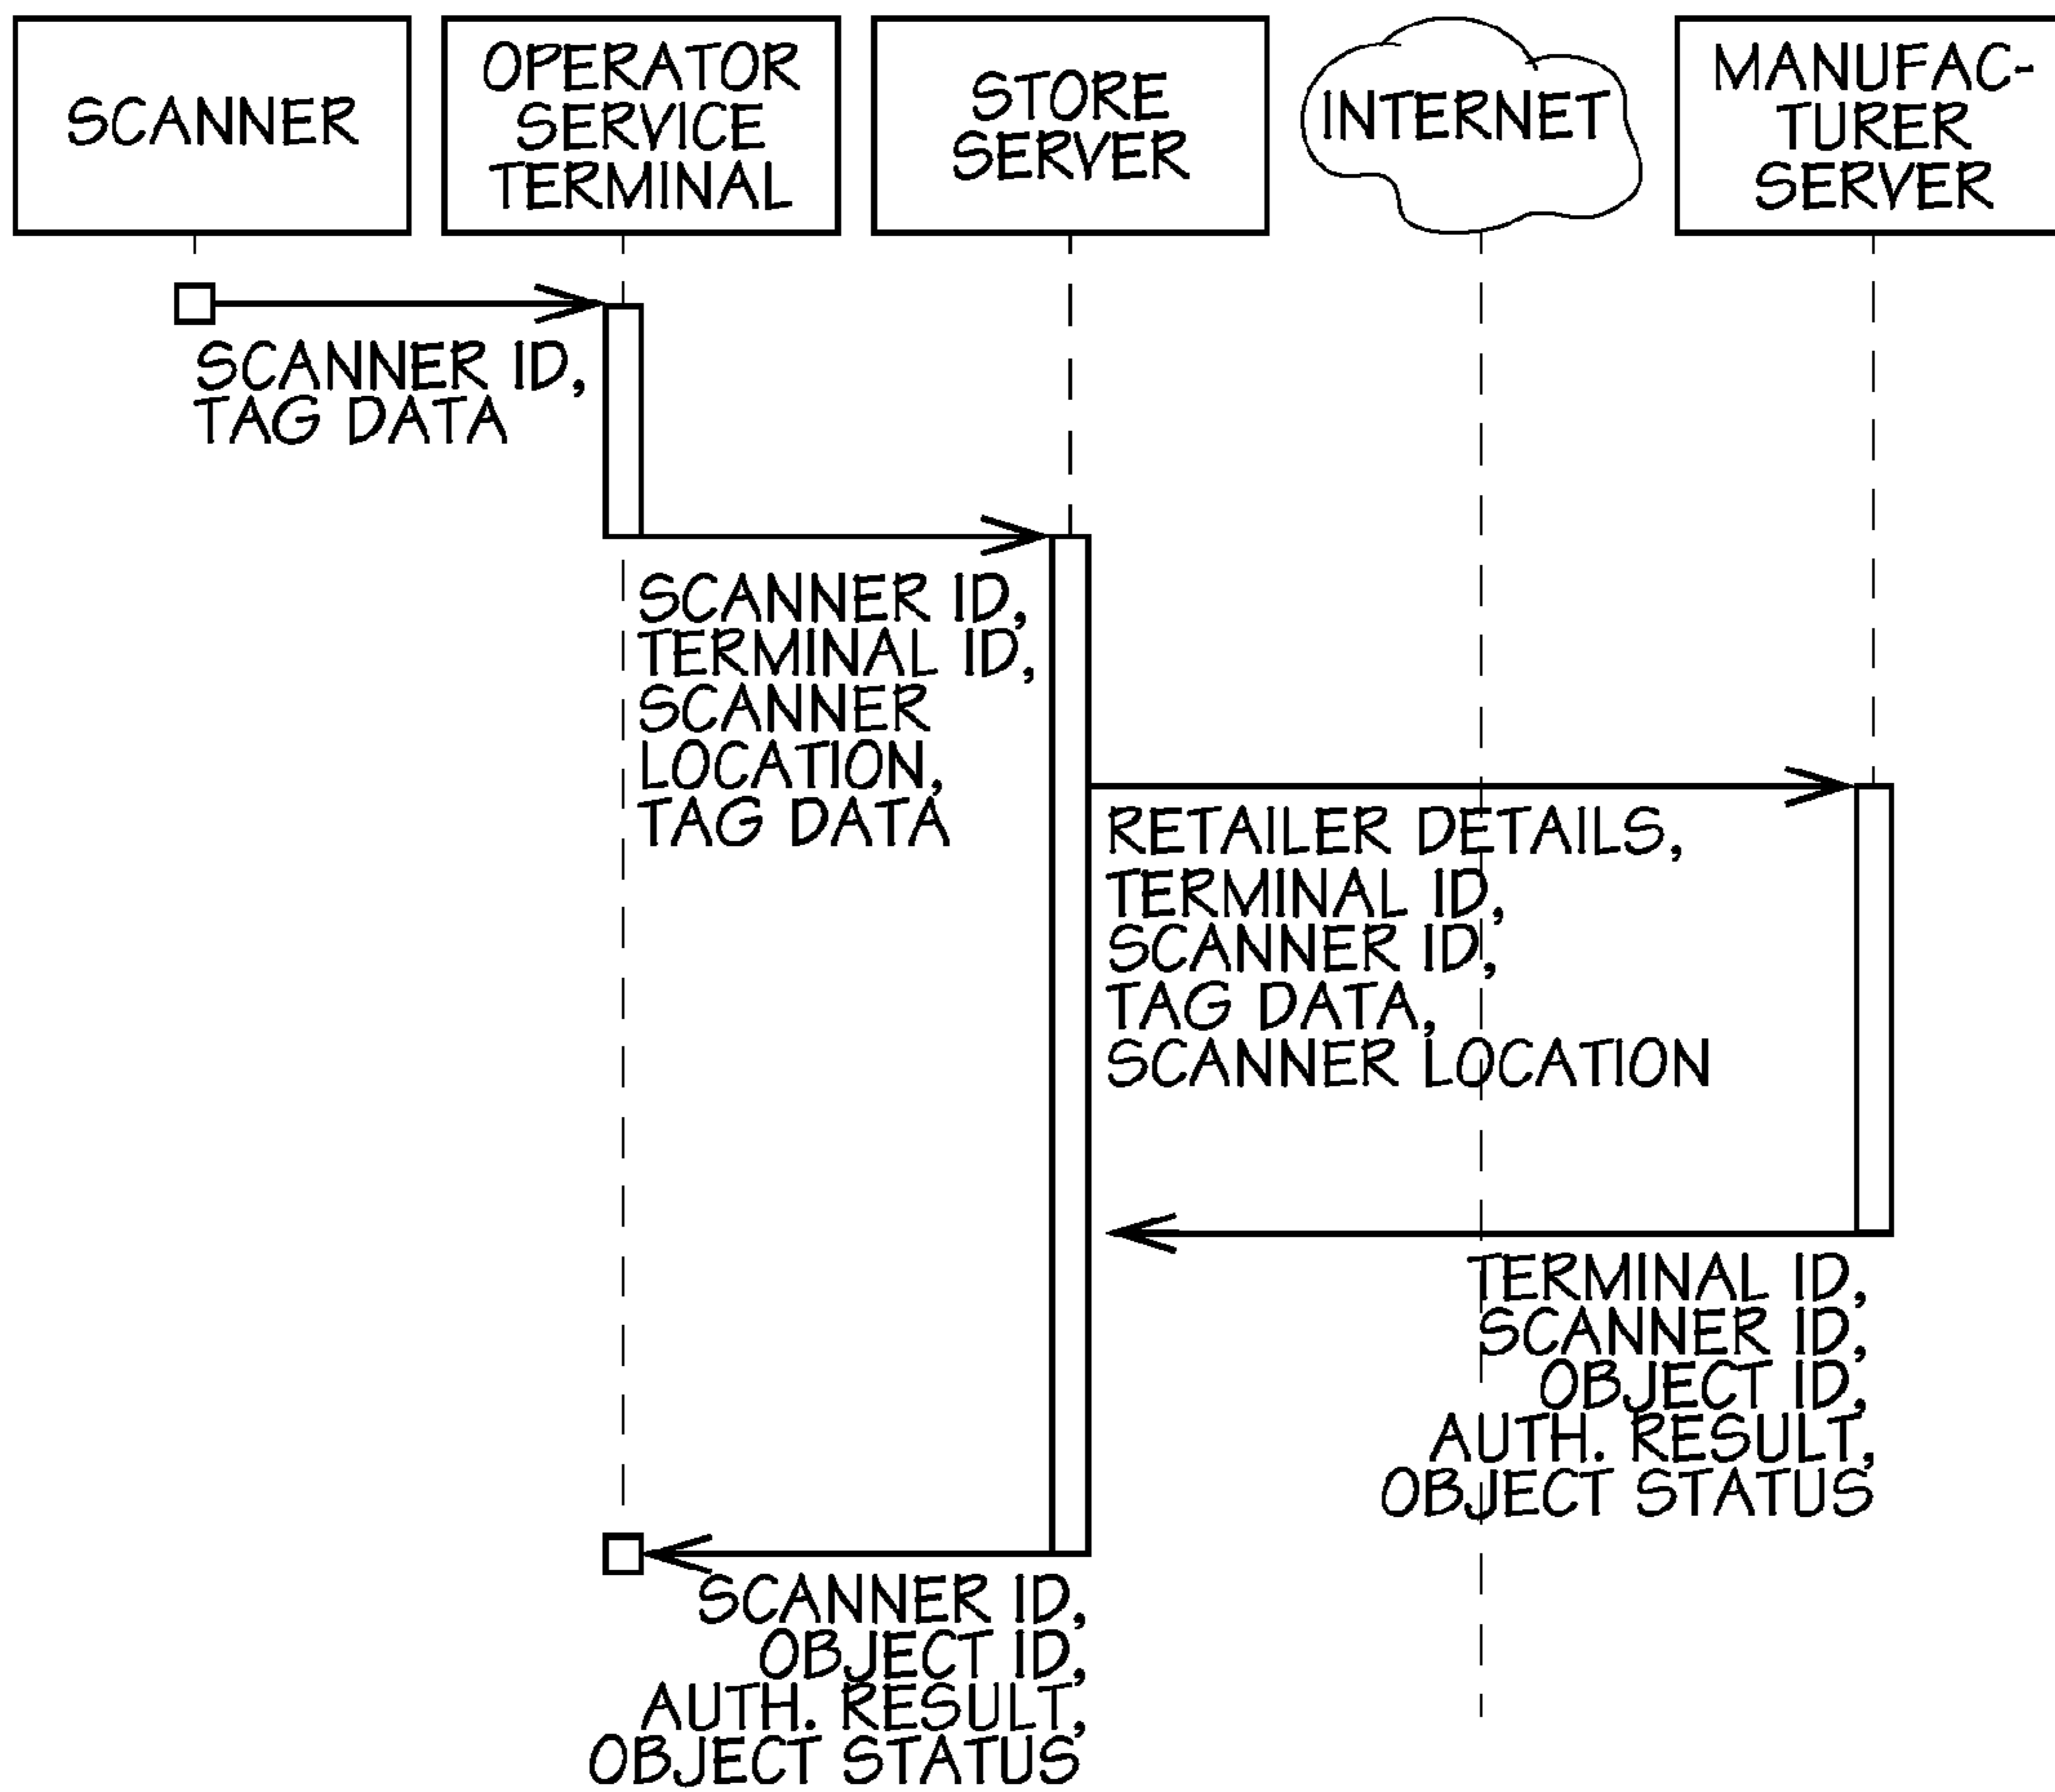 SCANNER
OPERATOR
SERVICE
TERMINAL
STORE
SERVER
INTERNET
MANUFAC-
TURER
SERVER
SCANNER ID,
TAG DATA
SCANNER ID,
TERMINAL ID,
SCANNER
LOCATION,
TAG DATA
RETAILER DETAILS,
TERMINAL ID,
SCANNER ID,
TAG DATA,
SCANNER LOCATION
TERMINAL ID,
SCANNER ID,
OBJECT ID,
AUTH. RESULT,
OBJECT STATUS
SCANNER ID,
OBJECT ID,
AUTH. RESULT,
OBJECT STATUS